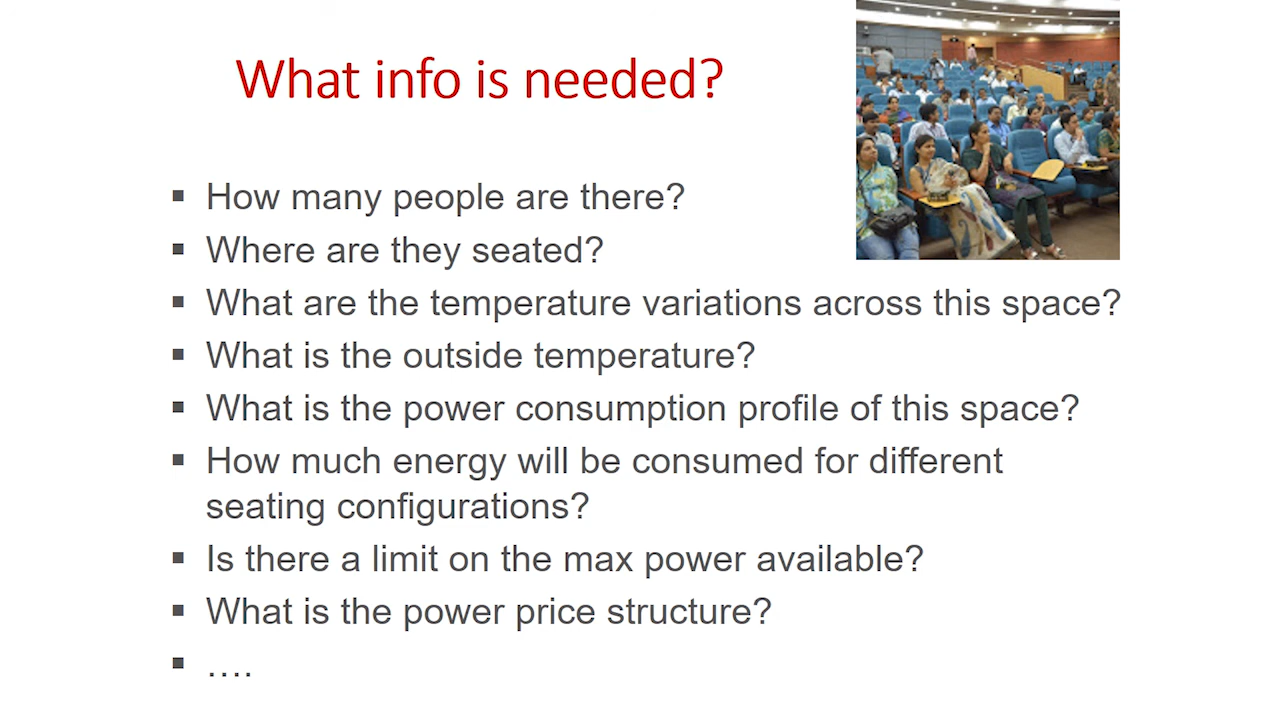 What info is needed?
▪ How many people are there?
▪ Where are they seated?
▪ What are the temperature variations across this space?
▪ What is the outside temperature?
▪ What is the power consumption profile of this space?
▪ How much energy will be consumed for different
seating configurations?
▪ Is there a limit on the max power available?
▪ What is the power price structure?
▪ ....